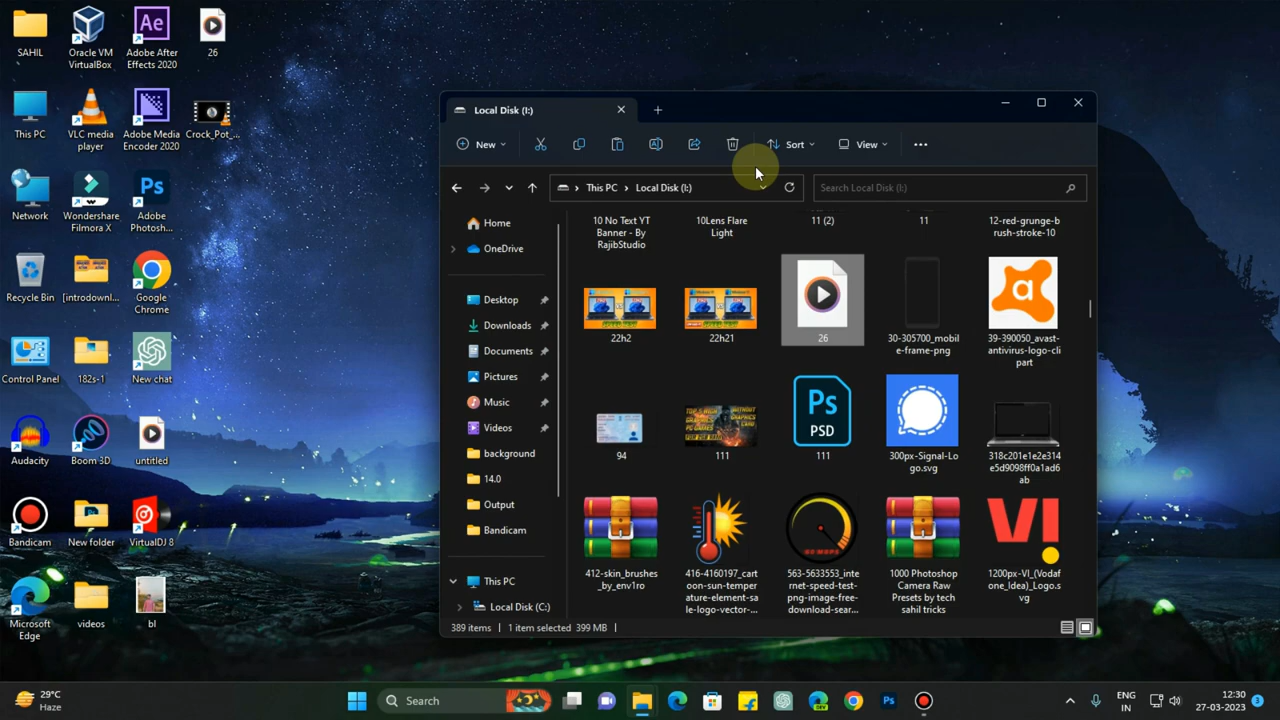 SAHIL
Oracle VM
VirtualBox
Ae
Adobe After
Effects 2020
26
This PC
VLC media
player
Adobe Media
Encoder 2020
Crock_Pot_...
Network
Wondershare
Filmora X
Ps
Adobe
Photosh...
Recycle Bin
[introdownl...
Google
Chrome
Control Panel
182s-1
New chat
Audacity
Boom 3D
untitled
Bandicam
New folder
VirtualDJ 8
Microsoft
Edge
videos
bl
Local Disk (I:)
New
Sort
View
This PC
Local Disk (I:)
Search Local Disk (I:)
Home
OneDrive
Desktop
Downloads
Documents
Pictures
Music
Videos
background
14.0
Output
Bandicam
This PC
Local Disk (C:)
10 No Text YT
Banner - By
RajibStudio
10Lens Flare
Light
11 (2)
11
12-red-grunge-b
rush-stroke-10
22h2
22h21
26
30-305700_mobil
e-frame-png
39-390050_avast-
antivirus-logo-cli
part
94
111
Ps
PSD
111
300px-Signal-Lo
go.svg
318c201e1e2e314
e5d9098ff0a1ad6
ab
412-skin_brushes
_by_env1ro
416-4160197_cart
oon-sun-temper
ature-element-sa
le-logo-vector-...
563-5633553_inte
rnet-speed-test-
png-image-free-
download-sear...
1000 Photoshop
Camera Raw
Presets by tech
sahil tricks
VI
1200px-VI_(Vodaf
one_Idea)_Logo.s
vg
389 items
1 item selected 399 MB
29°C
Haze
Search
DEV
Ps
ENG
IN
12:30
27-03-2023
3